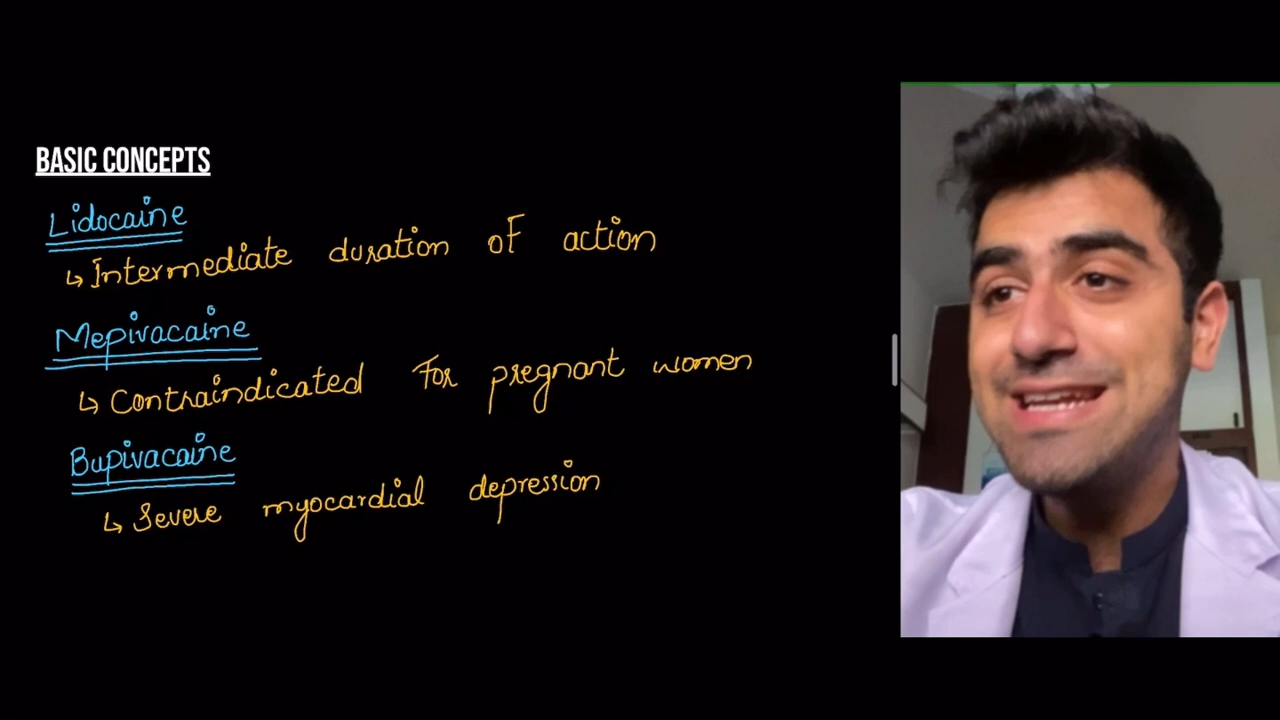 BASIC CONCEPTS
Lidocaine
↳ Intermediate duration of action
Mepivacaine
↳ Contraindicated for pregnant women
Bupivacaine
↳ Severe myocardial depression